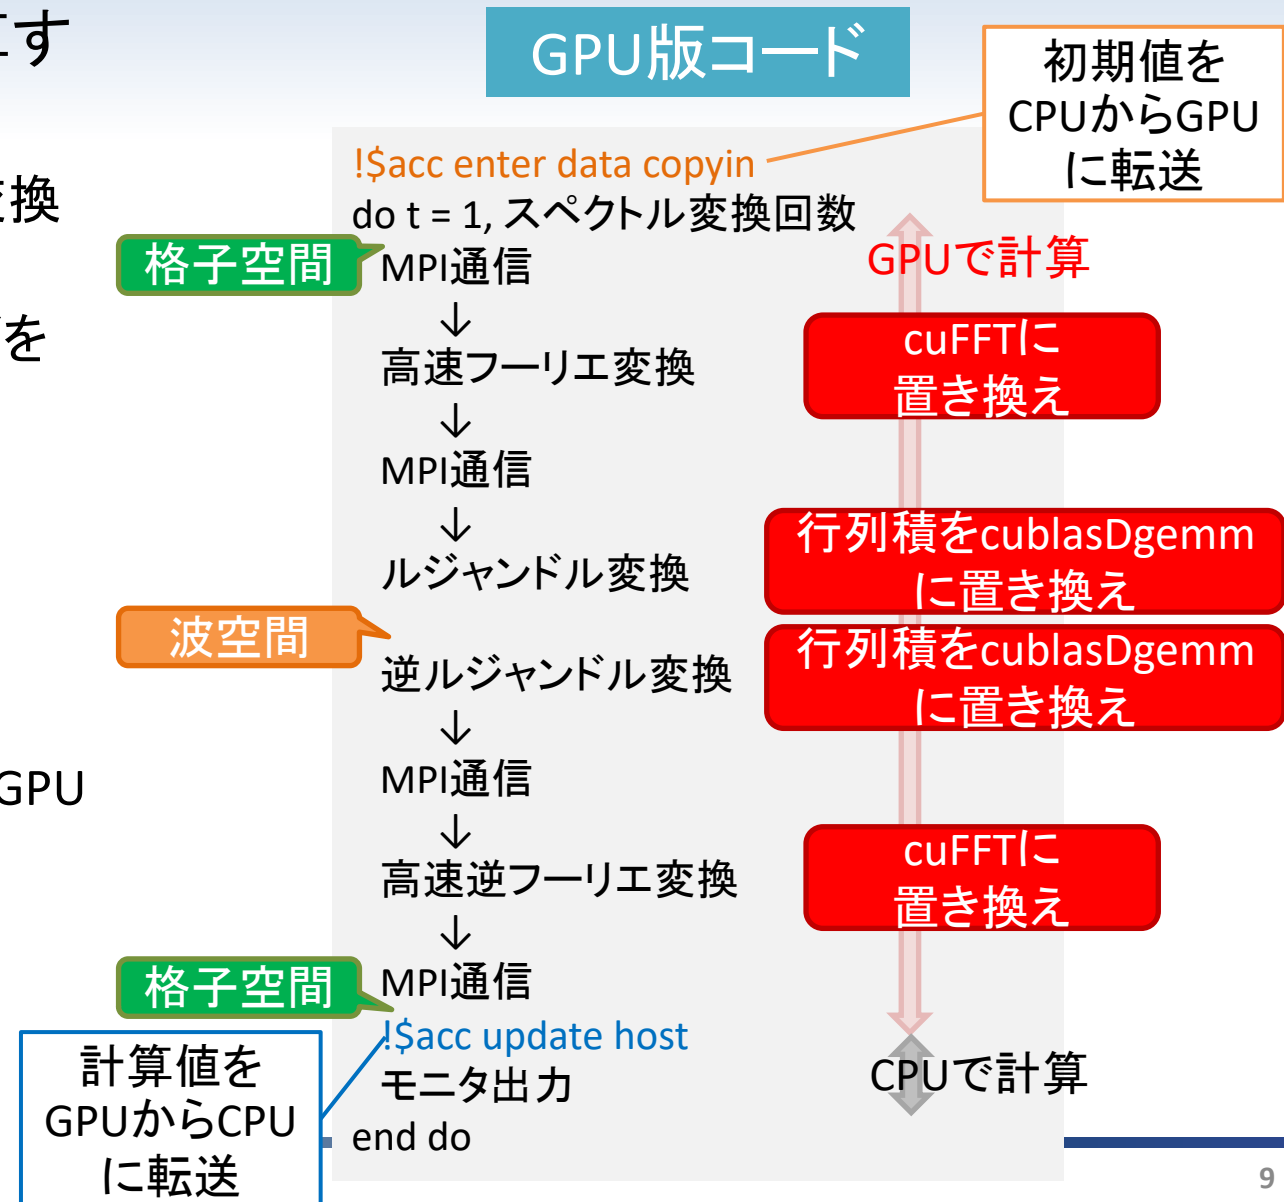 す
換
を
GPU
GPU版コード
初期値を
CPUからGPU
に転送
!$acc enter data copyin
do t = 1, スペクトル変換回数
格子空間
MPI通信
↓
高速フーリエ変換
↓
MPI通信
↓
ルジャンドル変換
波空間
逆ルジャンドル変換
↓
MPI通信
↓
高速逆フーリエ変換
↓
格子空間
MPI通信
!$acc update host
モニタ出力
end do
計算値を
GPUからCPU
に転送
GPUで計算
cuFFTに
置き換え
行列積をcublasDgemm
に置き換え
行列積をcublasDgemm
に置き換え
cuFFTに
置き換え
CPUで計算
9